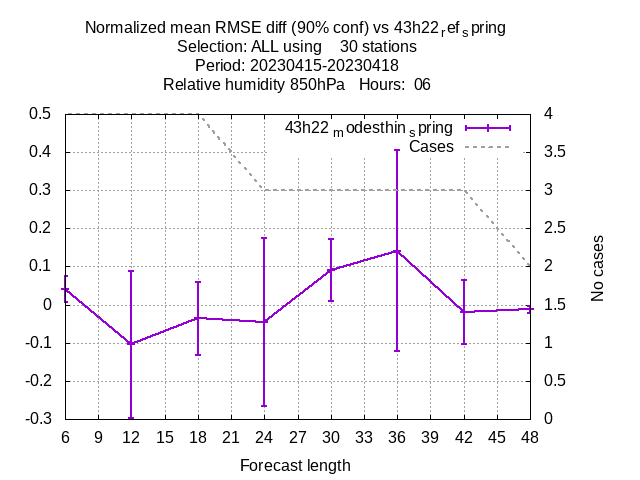 Normalized mean RMSE diff (90% conf) vs 43h22refspring
Selection: ALL using 30 stations
Period: 20230415-20230418
Relative humidity 850hPa Hours: 06
43h22modesthinspring
Cases
0.5
0.4
0.3
0.2
0.1
0
-0.1
-0.2
-0.3
4
3.5
3
2.5
2
1.5
1
0.5
0
No cases
6 9 12 15 18 21 24 27 30 33 36 39 42 45 48
Forecast length